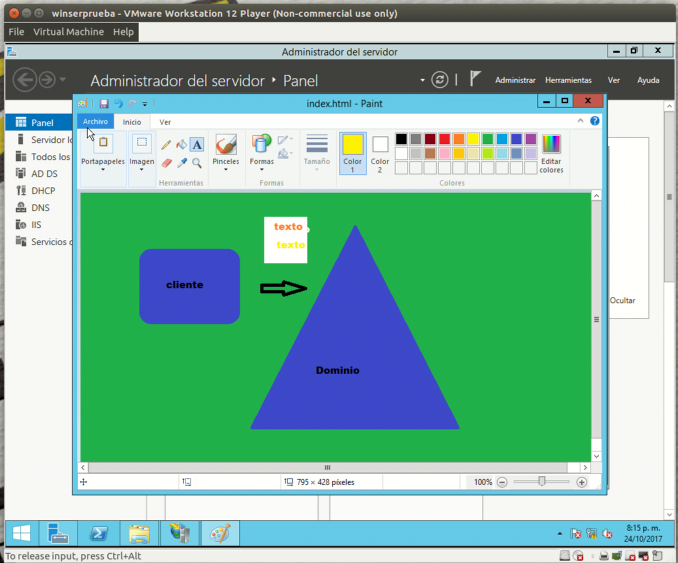 winserprueba - VMware Workstation 12 Player (Non-commercial use only)
File Virtual Machine Help
Administrador del servidor
Administrador del servidor • Panel
Administrar Herramientas Ver Ayuda
index.html - Paint
Archivo Inicio Ver
Portapapeles Imagen Pinceles Formas Tamaño Color 1 Color 2 Editar colores
Herramientas Formas Colores
Panel
Servidor lo
Todos los
AD DS
DHCP
DNS
IIS
Servicios
texto
texto
cliente
Dominio
Ocultar
795 × 428 píxeles 100%
8:15 p. m.
24/10/2017
To release input, press Ctrl+Alt